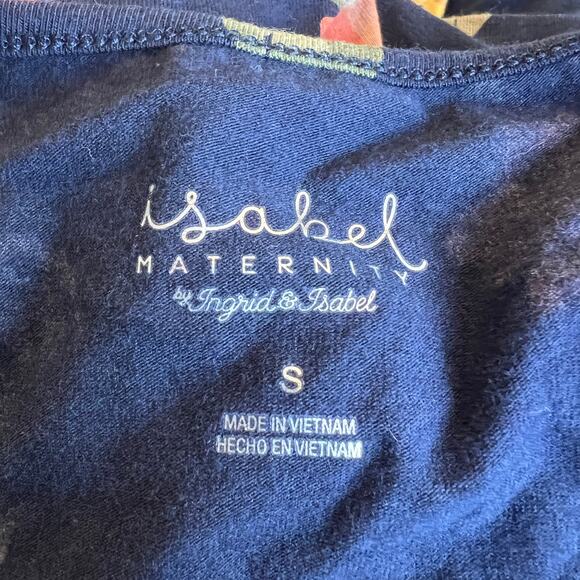 isabel
MATERNITY
by Ingrid & Isabel
S
MADE IN VIETNAM
HECHO EN VIETNAM